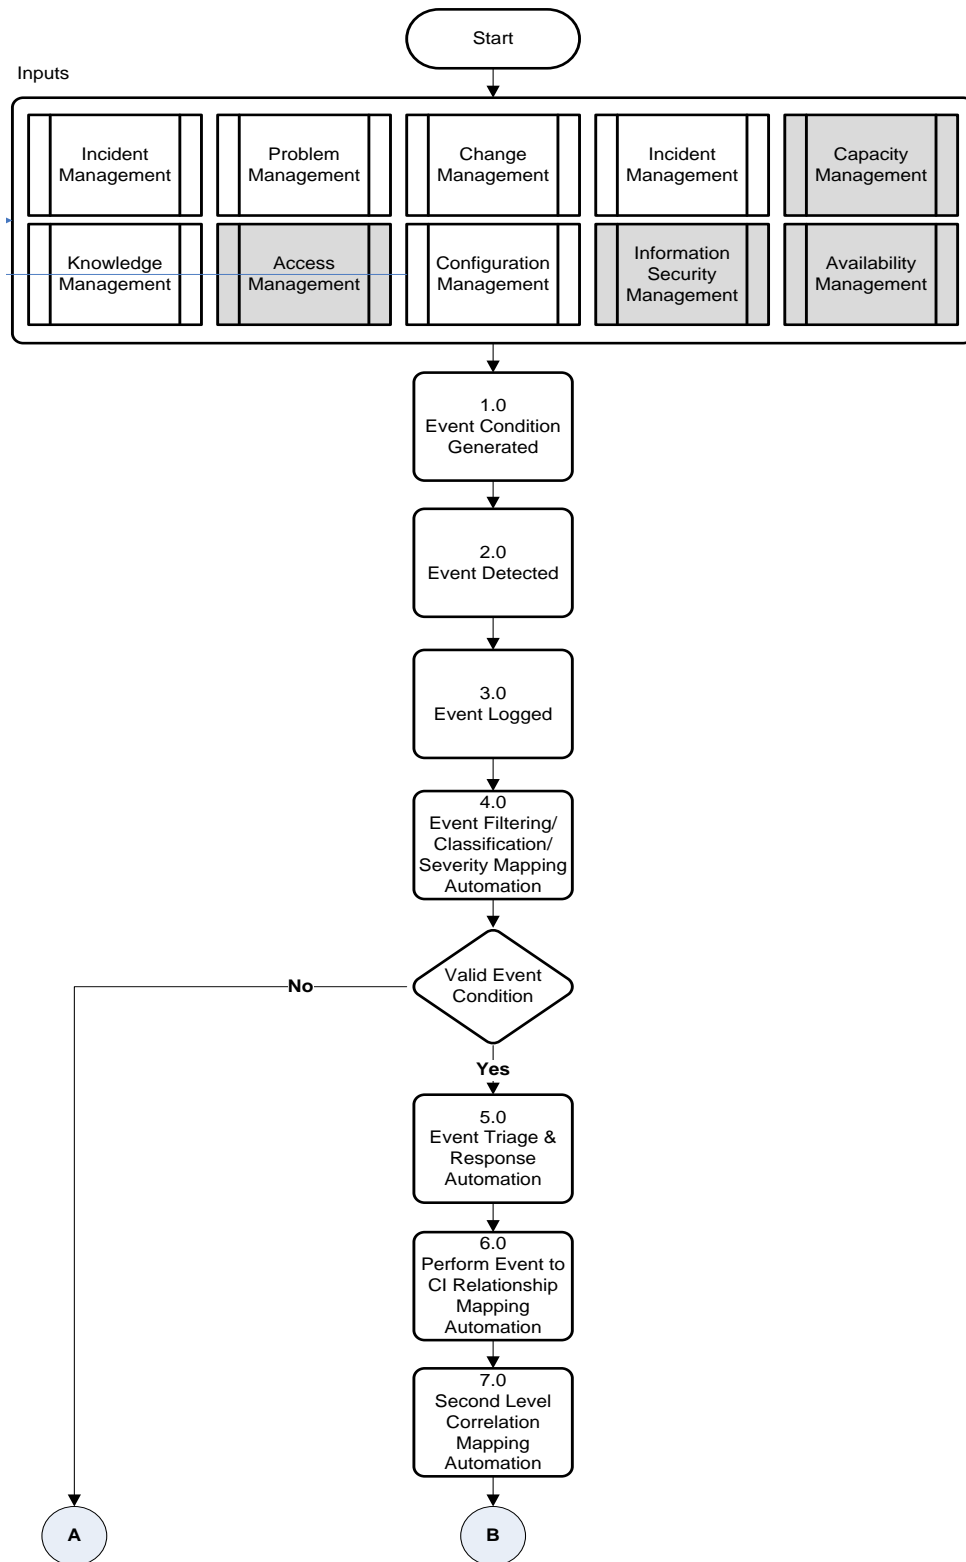 Start
Inputs
Incident
Management
Problem
Management
Change
Management
Incident
Management
Capacity
Management
Knowledge
Management
Access
Management
Configuration
Management
Information
Security
Management
Availability
Management
1.0
Event Condition
Generated
2.0
Event Detected
3.0
Event Logged
4.0
Event Filtering/
Classification/
Severity Mapping
Automation
Valid Event
Condition
No
Yes
5.0
Event Triage &
Response
Automation
6.0
Perform Event to
CI Relationship
Mapping
Automation
7.0
Second Level
Correlation
Mapping
Automation
A
B